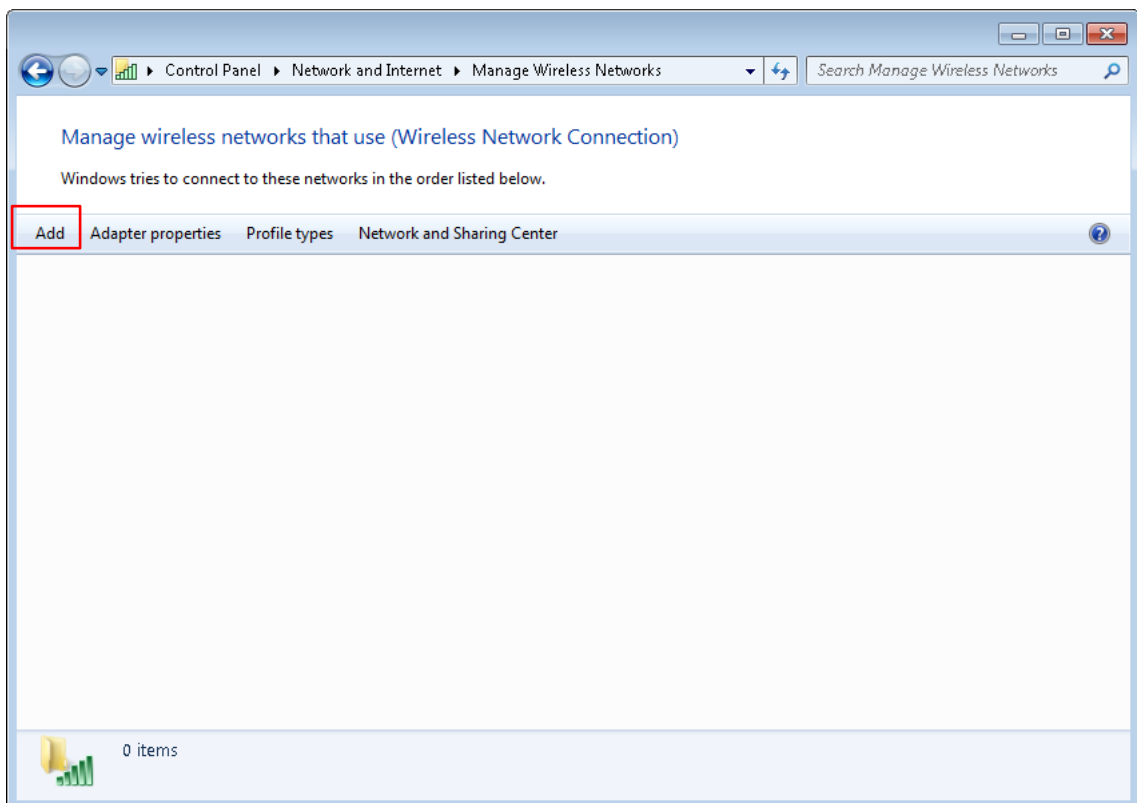 Control Panel Network and Internet Manage Wireless Networks Search Manage Wireless Networks
Manage wireless networks that use (Wireless Network Connection)
Windows tries to connect to these networks in the order listed below.
Add Adapter properties Profile types Network and Sharing Center
0 items